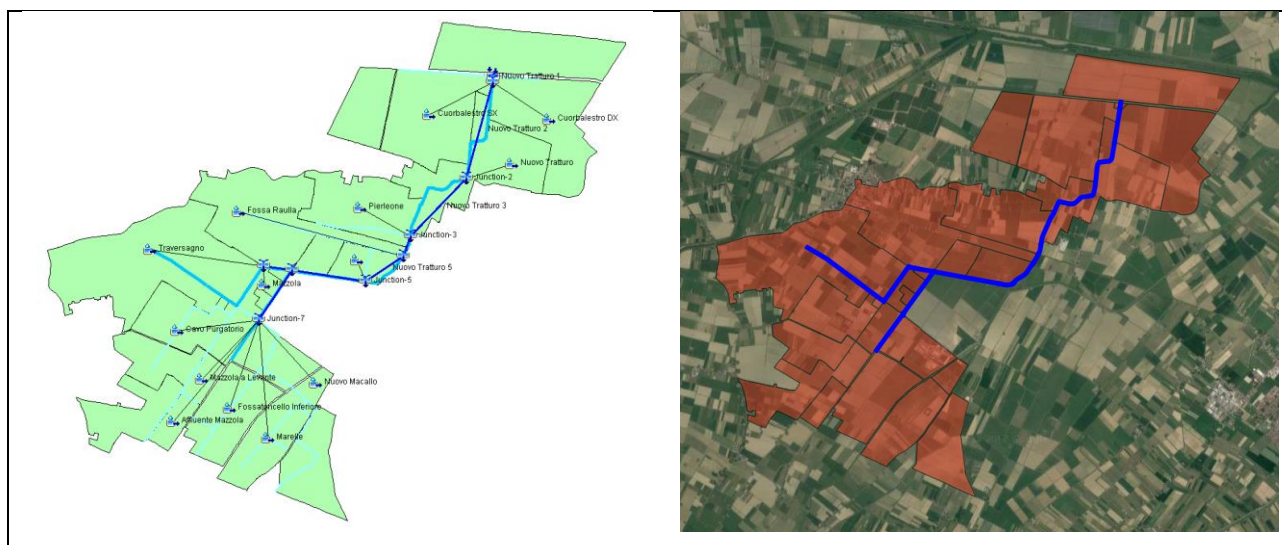 Nuovo Tratturo 1
Cuorbalestro SX
Cuorbalestro DX
Nuovo Tratturo 2
Nuovo Tratturo
Junction-2
Nuovo Tratturo 3
Fossa Raulla
Pierleone
Junction-3
Traversagno
Nuovo Tratturo 5
Junction-5
Mazzola
Junction-7
Cavo Purgatorio
Mazzola a Levante
Nuovo Macallo
Fossatoncello Inferiore
Affluente Mazzola
Marelle